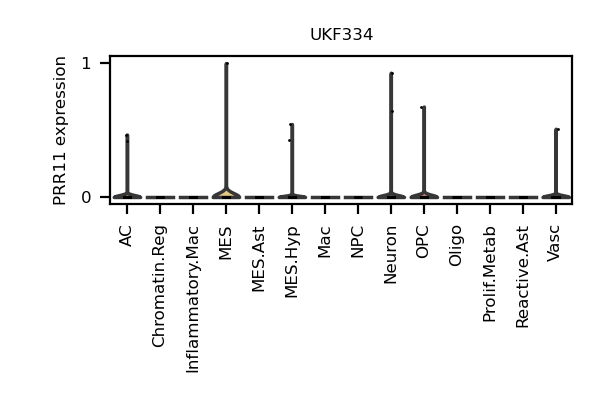 UKF334
PRR11 expression
1
0
AC
Chromatin.Reg
Inflammatory.Mac
MES
MES.Ast
MES.Hyp
Mac
NPC
Neuron
OPC
Oligo
Prolif.Metab
Reactive.Ast
Vasc